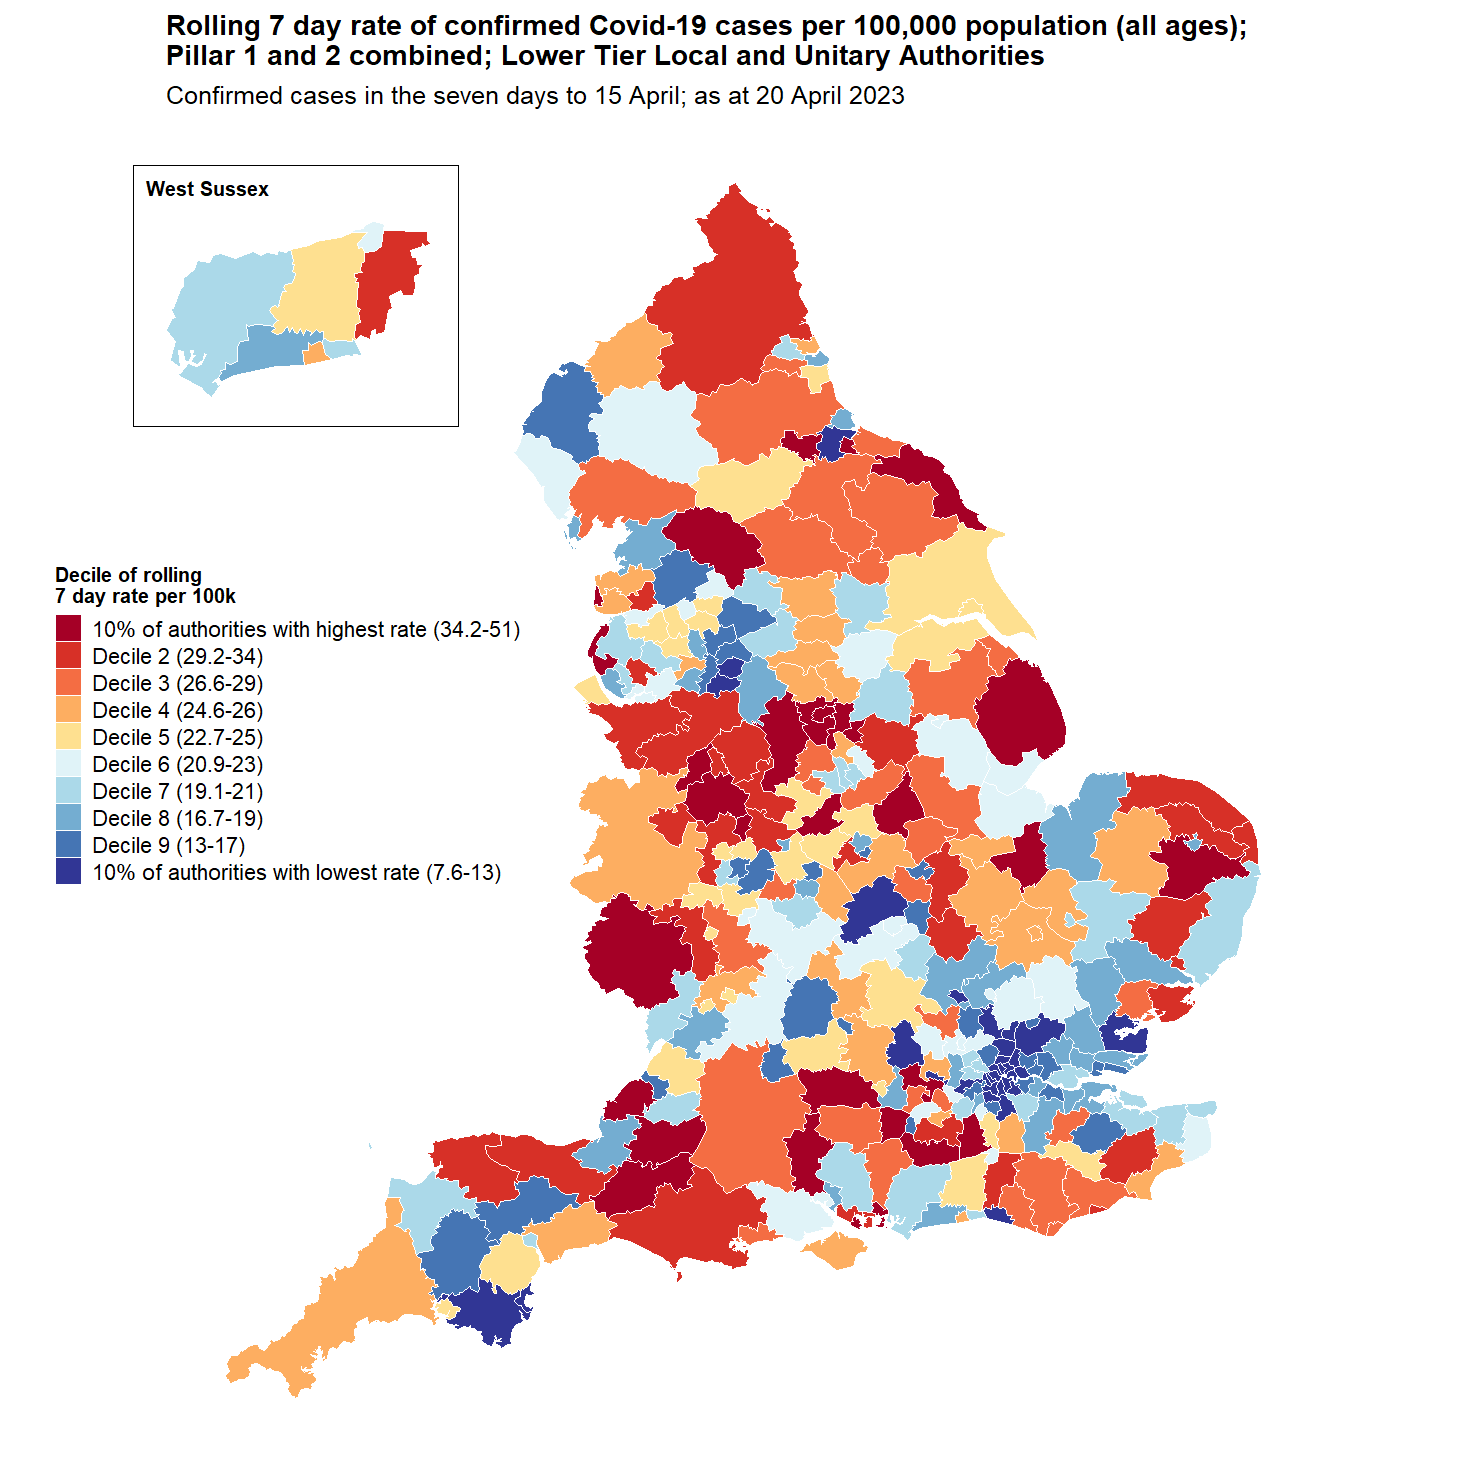 Rolling 7 day rate of confirmed Covid-19 cases per 100,000 population (all ages);
Pillar 1 and 2 combined; Lower Tier Local and Unitary Authorities
Confirmed cases in the seven days to 15 April; as at 20 April 2023
West Sussex
Decile of rolling
7 day rate per 100k
10% of authorities with highest rate (34.2-51)
Decile 2 (29.2-34)
Decile 3 (26.6-29)
Decile 4 (24.6-26)
Decile 5 (22.7-25)
Decile 6 (20.9-23)
Decile 7 (19.1-21)
Decile 8 (16.7-19)
Decile 9 (13-17)
10% of authorities with lowest rate (7.6-13)